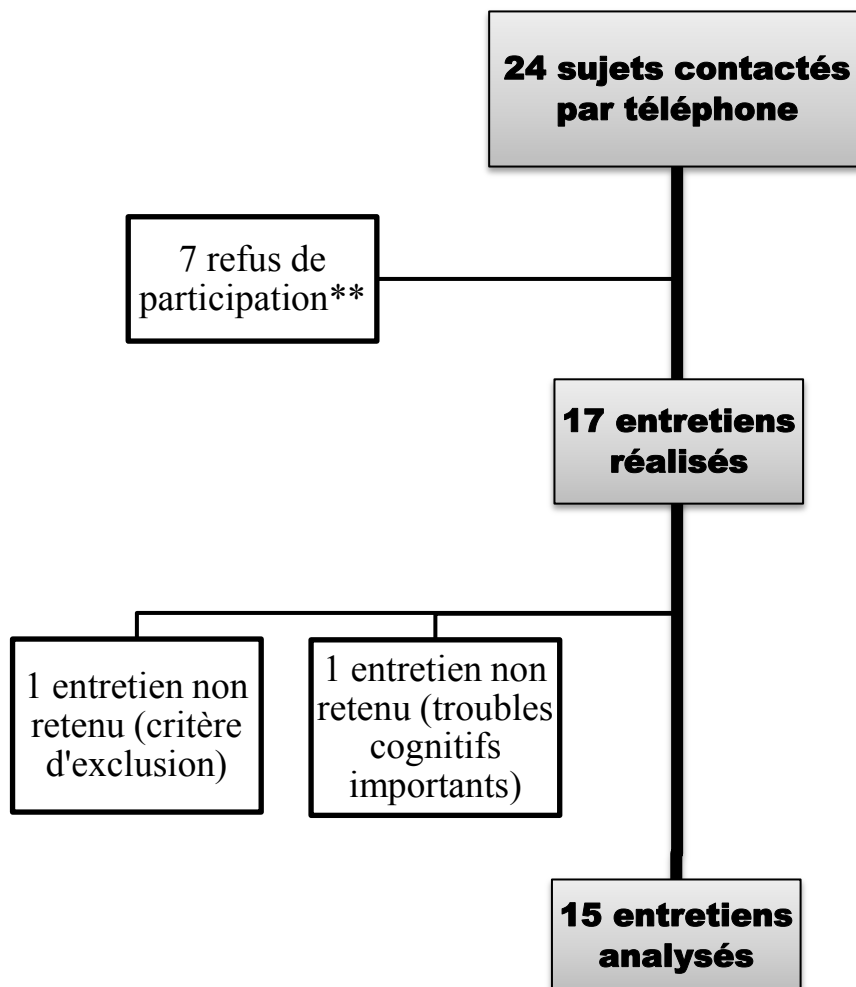 24 sujets contactés
par téléphone
7 refus de
participation**
17 entretiens
réalisés
1 entretien non
retenu (critère
d'exclusion)
1 entretien non
retenu (troubles
cognitifs
importants)
15 entretiens
analysés